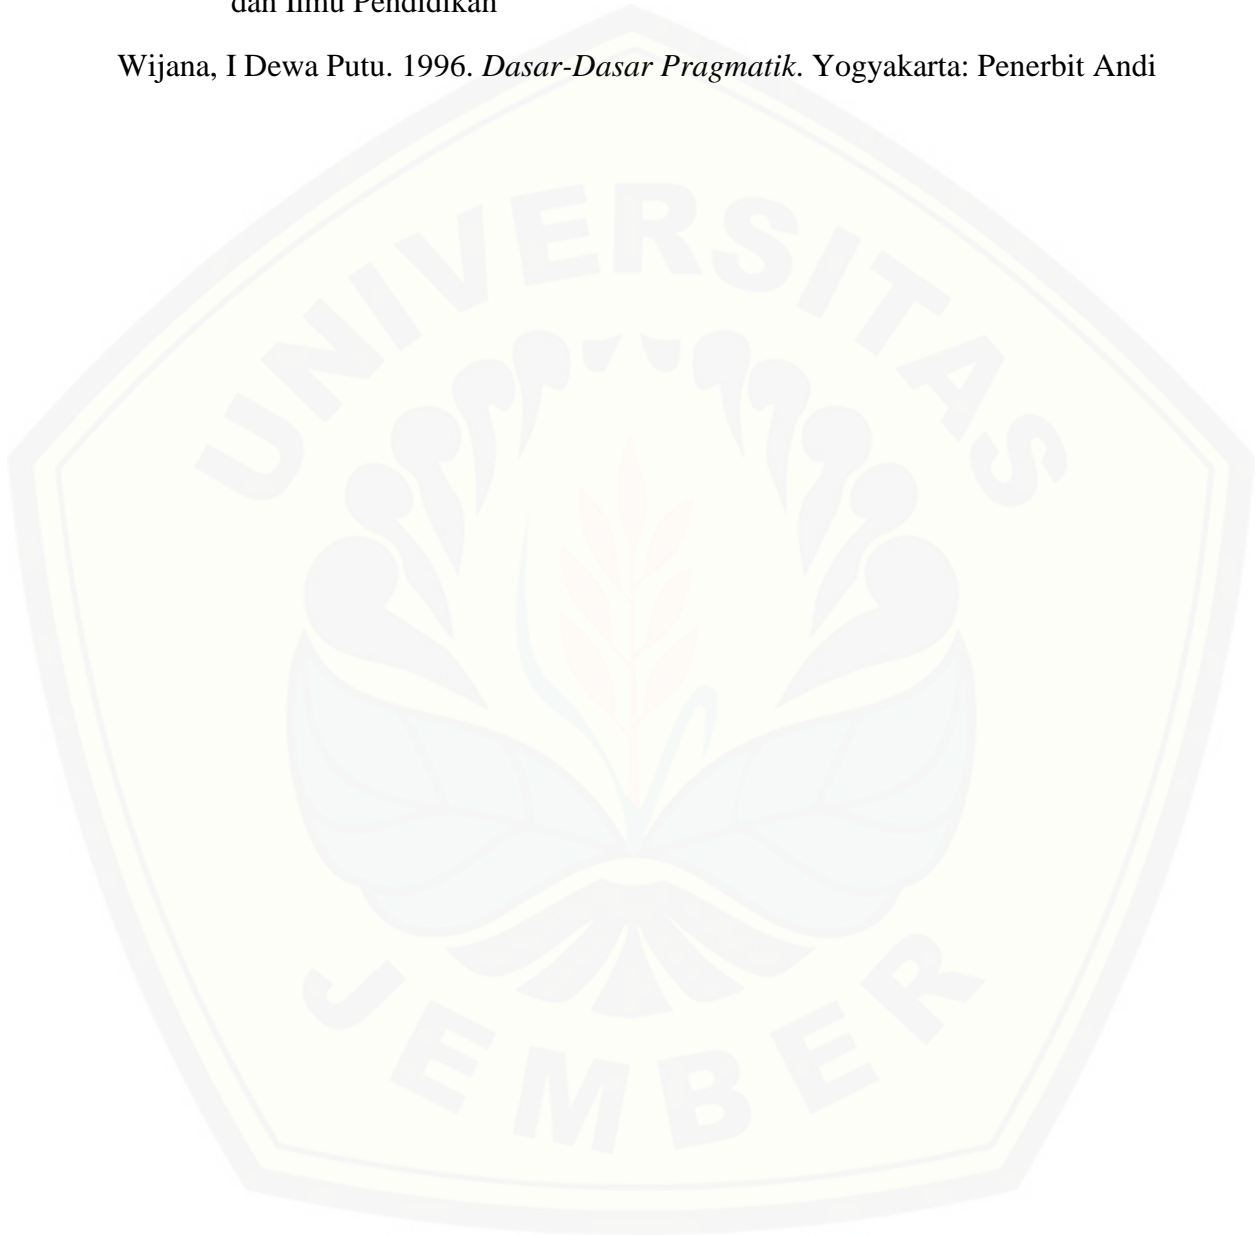 dan Ilmu Pendidikan
Wijana, I Dewa Putu. 1996. Dasar-Dasar Pragmatik. Yogyakarta: Penerbit Andi
UNIVERSITAS
JEMBER